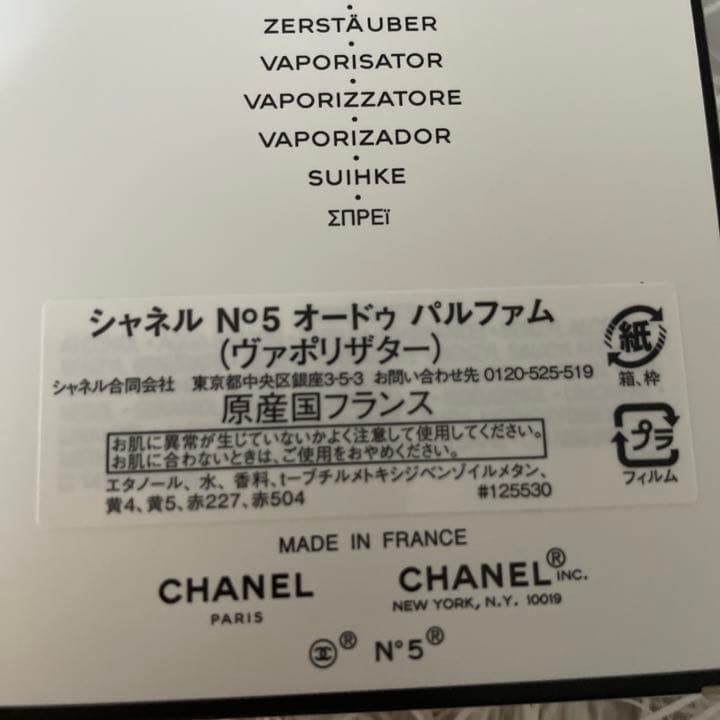 ZERSTÄUBER
VAPORISATOR
VAPORIZZATORE
VAPORIZADOR
SUIHKE
ΣΠΡΕϊ
シャネル Nº5 オードゥ パルファム
(ヴァポリザター)
シャネル合同会社 東京都中央区銀座3-5-3 お問い合わせ先 0120-525-519
原産国フランス
お肌に異常が生じていないかよく注意して使用してください。
お肌に合わないときは、ご使用をおやめください。
エタノール、水、香料、t-ブチルメトキシジベンゾイルメタン、
黄4、黄5、赤227、赤504 #125530
紙
箱、枠
プラ
フィルム
MADE IN FRANCE
CHANEL
PARIS
CHANEL® INC.
NEW YORK, N.Y. 10019
® N°5®